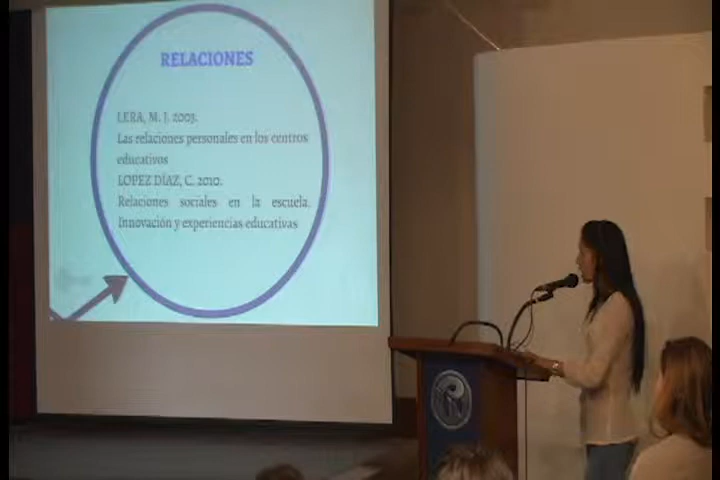 RELACIONES
LERA, M. J. 2003.
Las relaciones personales en los centros
educativos
LOPEZ DÍAZ, C. 2010.
Relaciones sociales en la escuela.
Innovación y experiencias educativas